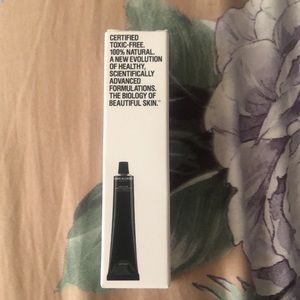 CERTIFIED
TOXIC-FREE.
100% NATURAL.
A NEW EVOLUTION
OF HEALTHY,
SCIENTIFICALLY
ADVANCED
FORMULATIONS.
THE BIOLOGY OF
BEAUTIFUL SKIN.™